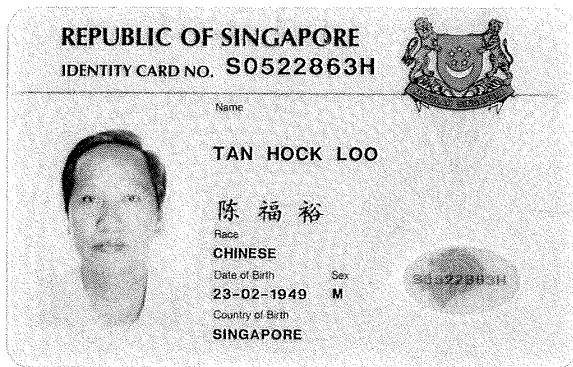 REPUBLIC OF SINGAPORE
IDENTITY CARD NO. S0522863H
Name
TAN HOCK LOO
陈福裕
Race
CHINESE
Date of Birth Sex
23-02-1949 M
Country of Birth
SINGAPORE
S0522863H